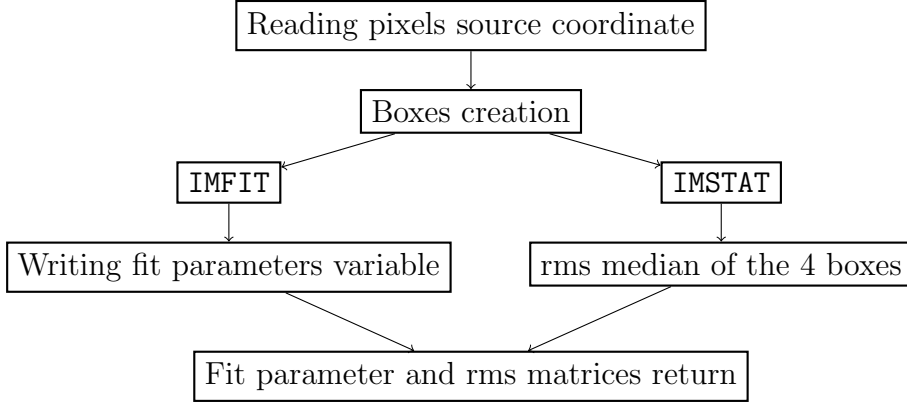 Reading pixels source coordinate
Boxes creation
IMFIT
IMSTAT
Writing fit parameters variable
rms median of the 4 boxes
Fit parameter and rms matrices return